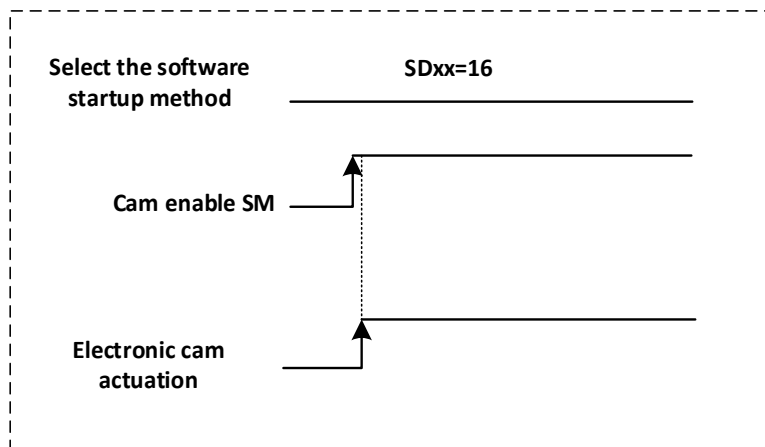 Select the software
startup method
SDxx=16
Cam enable SM
Electronic cam
actuation